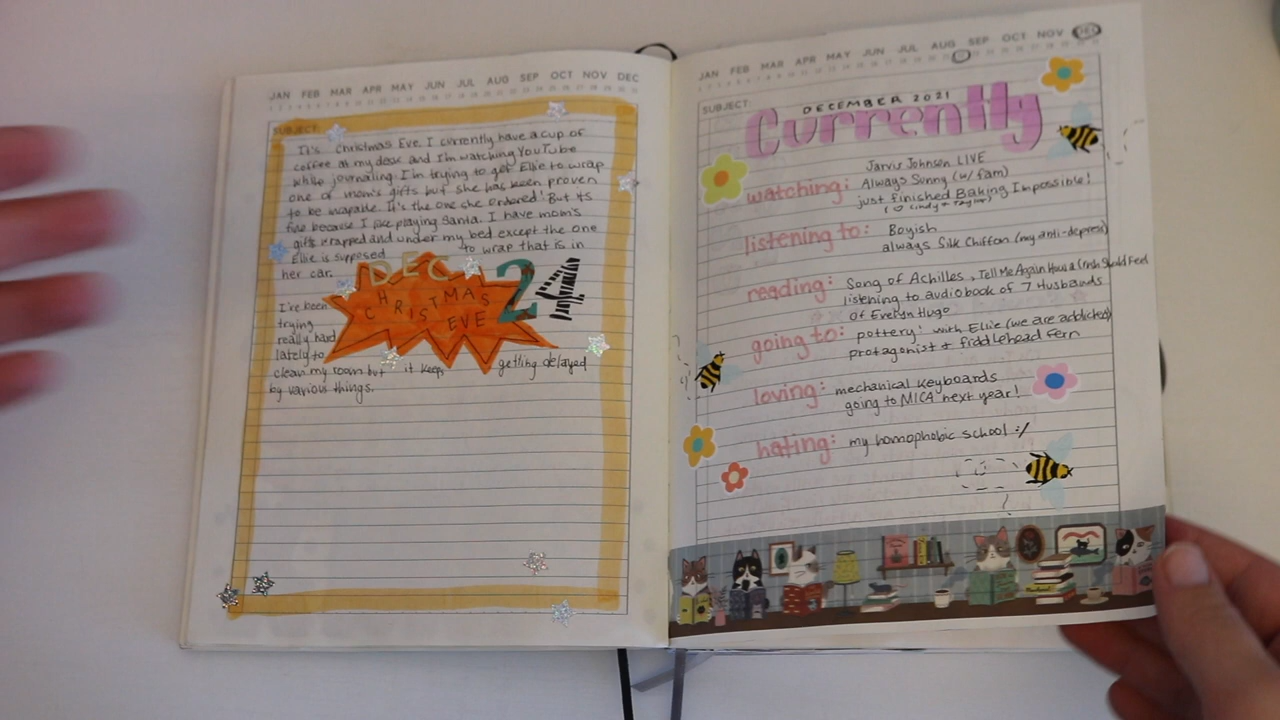 JAN FEB MAR APR MAY JUN JUL AUG SEP OCT NOV DEC
SUBJECT:
It's Christmas Eve. I currently have a cup of
coffee at my desk and I'm watching YouTube
while journaling. I'm trying to get Ellie to wrap
one of mom's gifts but she has been proven
to be incapable. It's the one she ordered! But its
fine because I like playing Santa. I have mom's
gifts wrapped and under my bed except the one
Ellie is supposed to wrap that is in
her car.
DEC 24
CHRISTMAS
EVE
I've been
trying
really hard
lately to
clean my room but it keeps getting delayed
by various things.
JAN FEB MAR APR MAY JUN JUL AUG SEP OCT NOV DEC
SUBJECT:
DECEMBER 2021
Currently
Jarvis Johnson LIVE
watching: Always Sunny (w/ fam)
just finished Baking Impossible!
listening to: Boyish
always Silk Chiffon (my anti-depress)
reading: Song of Achilles, Tell Me Again How a Crush Should Feel
listening to audiobook of 7 Husbands
of Evelyn Hugo
going to: pottery! with Ellie (we are addicted)
protagonist + fiddlehead fern
loving: mechanical keyboards
going to MICA next year!
hating: my homophobic school :/